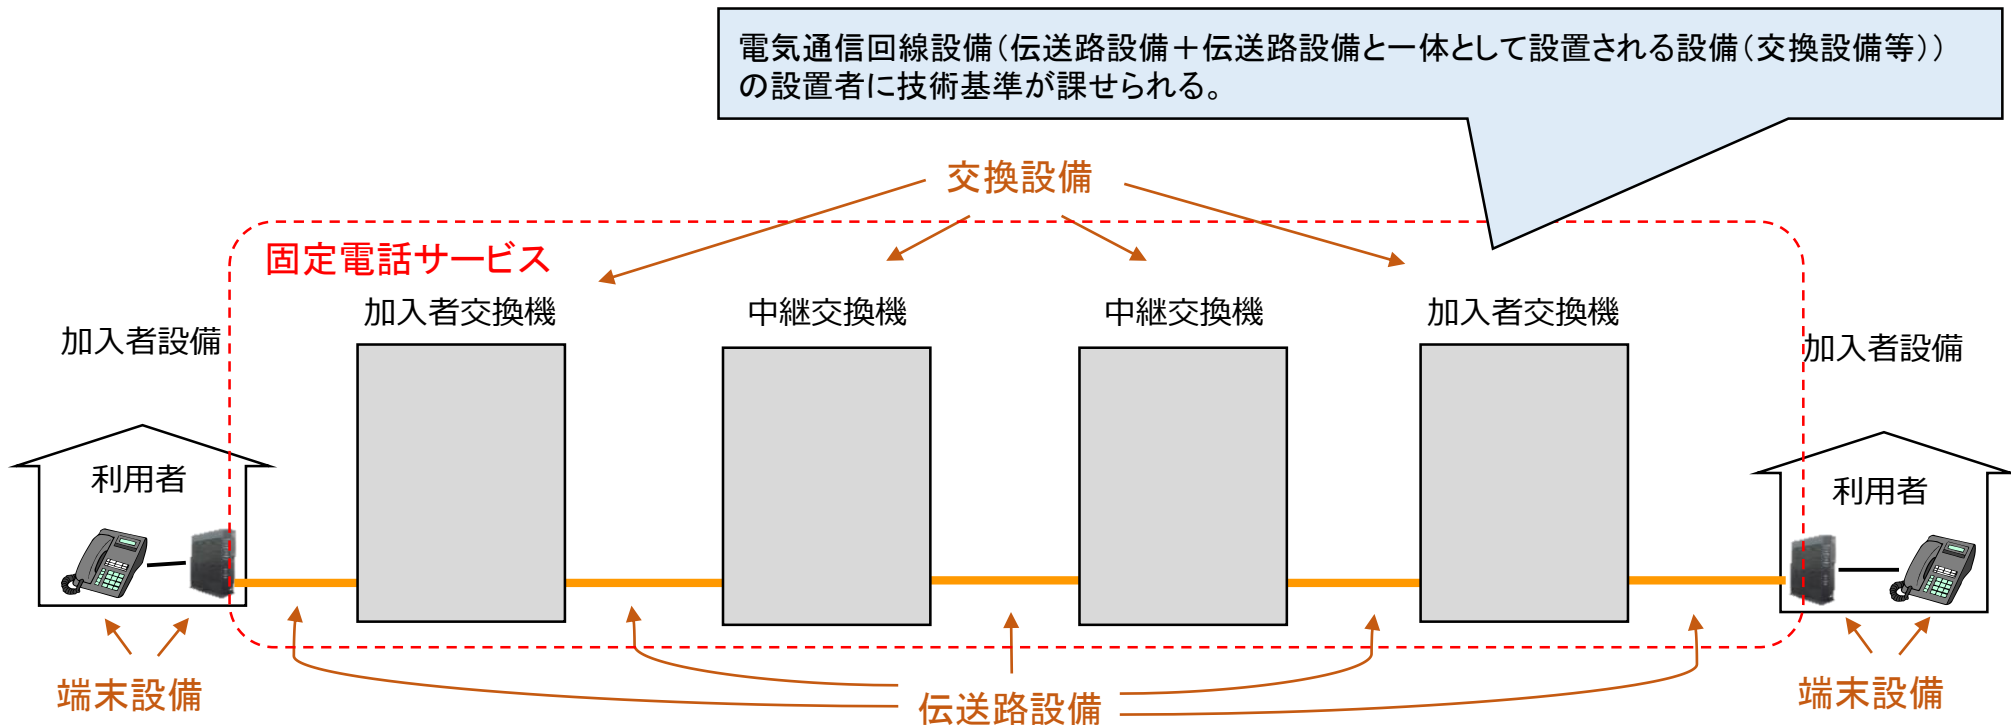 電気通信回線設備（伝送路設備＋伝送路設備と一体として設置される設備（交換設備等））
の設置者に技術基準が課せられる。
交換設備
固定電話サービス
加入者交換機
中継交換機
中継交換機
加入者交換機
加入者設備
加入者設備
利用者
利用者
端末設備
伝送路設備
端末設備